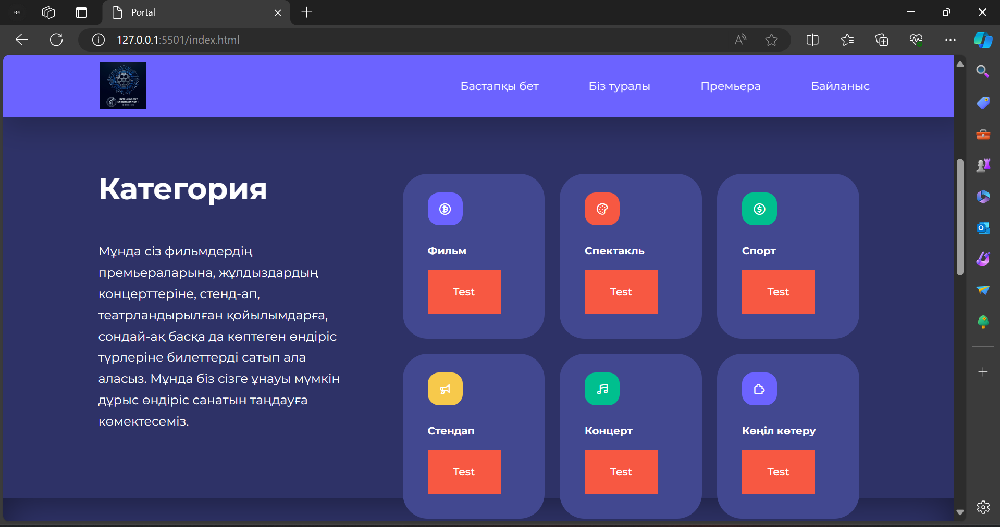 Portal
127.0.0.1:5501/index.html
INTELLIGENT
ENTERTAINMENT
BOOKING
Бастапқы бет
Біз туралы
Премьера
Байланыс
Категория
Мұнда сіз фильмдердің
премьераларына, жұлдыздардың
концерттеріне, стенд-ап,
театрландырылған қойылымдарға,
сондай-ақ басқа да көптеген өндіріс
түрлеріне билеттерді сатып ала
аласыз. Мұнда біз сізге ұнауы мүмкін
дұрыс өндіріс санатын таңдауға
көмектесеміз.
Фильм
Test
Спектакль
Test
Спорт
Test
Стендап
Test
Концерт
Test
Көңіл көтеру
Test